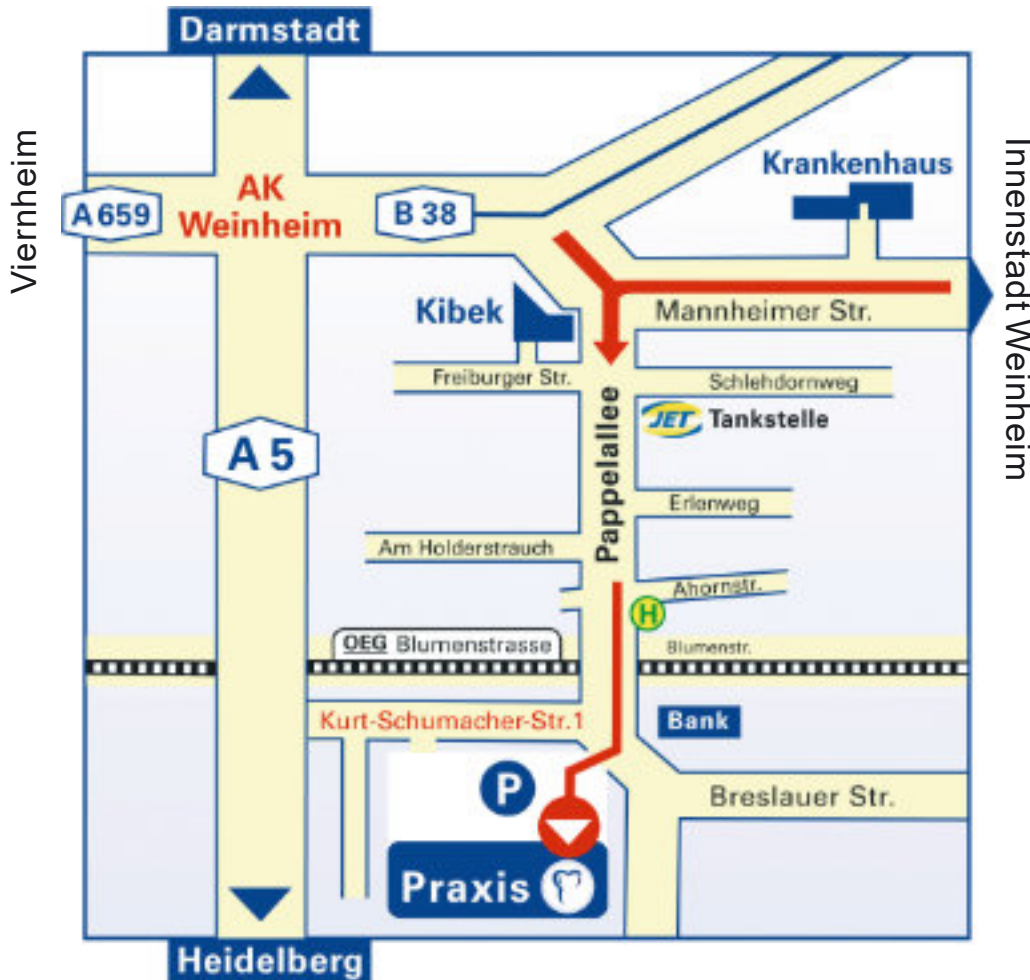 Darmstadt
Viernheim
Innenstadt Weinheim
Krankenhaus
A 659
AK
Weinheim
B 38
Kibek
Mannheimer Str.
Freiburger Str.
Schlehdornweg
JET Tankstelle
A 5
Pappelallee
Erlenweg
Am Holderstrauch
Ahornstr.
H
OEG Blumenstrasse
Blumenstr.
Kurt-Schumacher-Str.1
Bank
P
Breslauer Str.
Praxis
Heidelberg